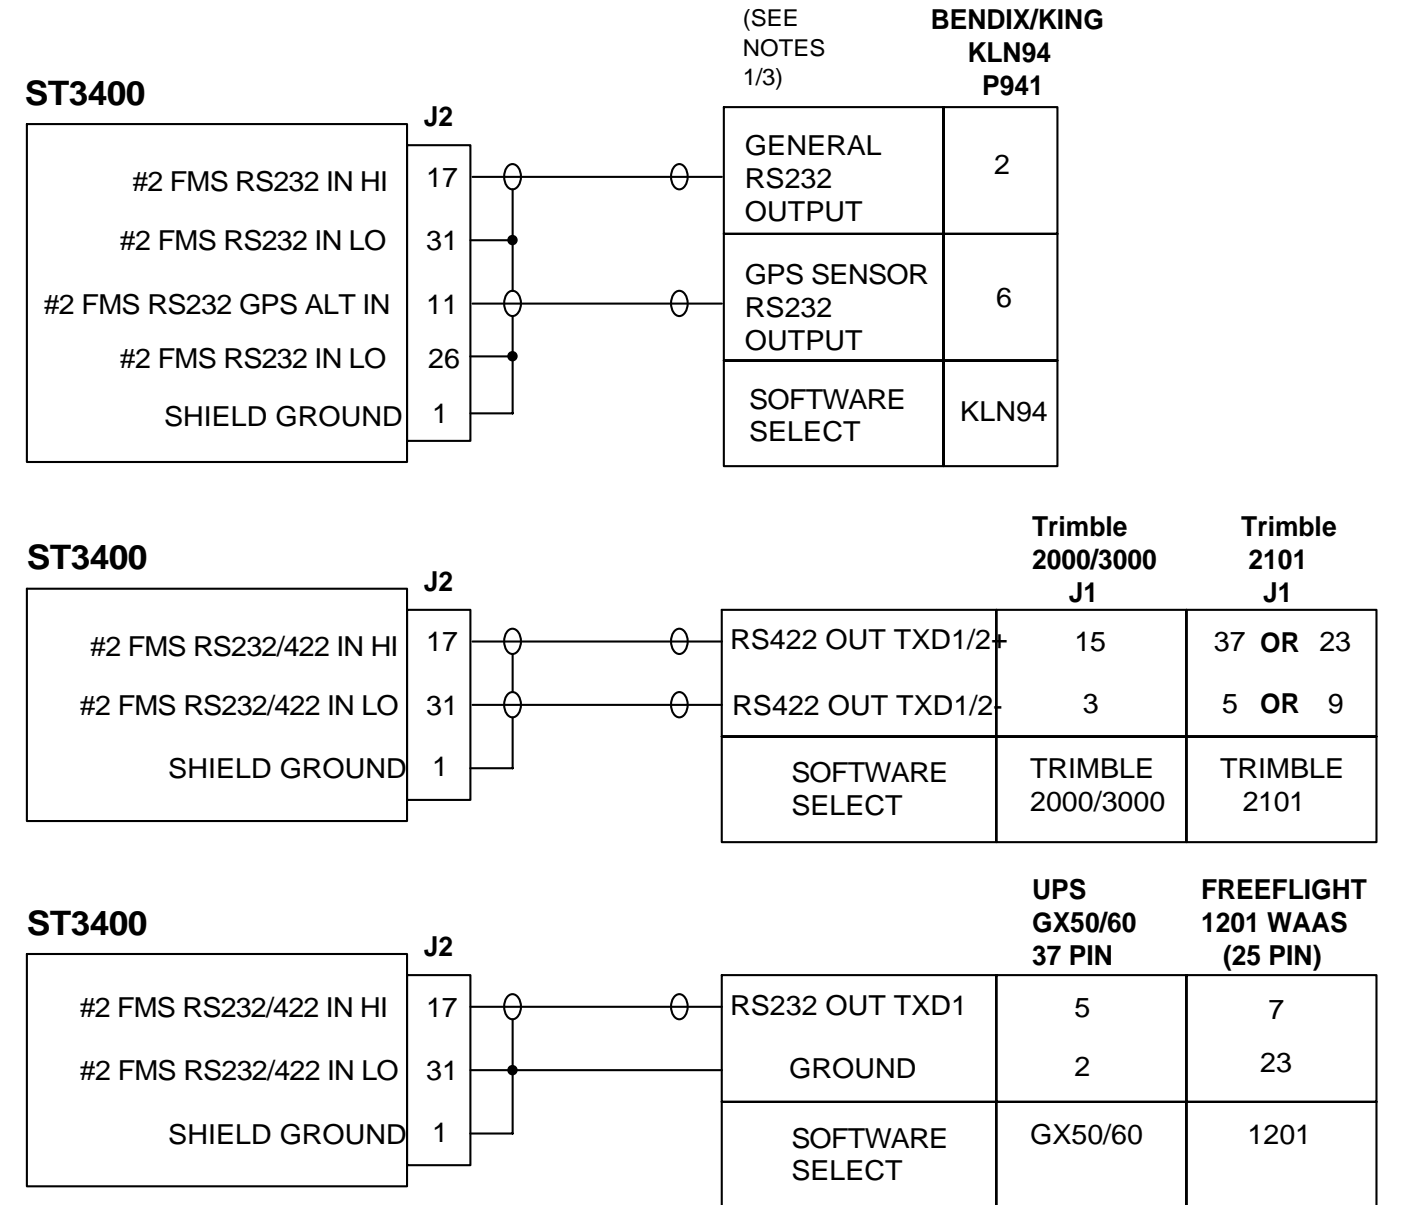 (SEE
NOTES
1/3)
BENDIX/KING
KLN94
P941
ST3400
J2
#2 FMS RS232 IN HI 17
#2 FMS RS232 IN LO 31
#2 FMS RS232 GPS ALT IN 11
#2 FMS RS232 IN LO 26
SHIELD GROUND 1
GENERAL
RS232
OUTPUT
2
GPS SENSOR
RS232
OUTPUT
6
SOFTWARE
SELECT
KLN94
ST3400
J2
Trimble
2000/3000
J1
Trimble
2101
J1
#2 FMS RS232/422 IN HI 17
#2 FMS RS232/422 IN LO 31
SHIELD GROUND 1
RS422 OUT TXD1/2+ 15 37 OR 23
RS422 OUT TXD1/2- 3 5 OR 9
SOFTWARE
SELECT
TRIMBLE
2000/3000
TRIMBLE
2101
ST3400
J2
UPS
GX50/60
37 PIN
FREEFLIGHT
1201 WAAS
(25 PIN)
#2 FMS RS232/422 IN HI 17
#2 FMS RS232/422 IN LO 31
SHIELD GROUND 1
RS232 OUT TXD1 5 7
GROUND 2 23
SOFTWARE
SELECT
GX50/60
1201